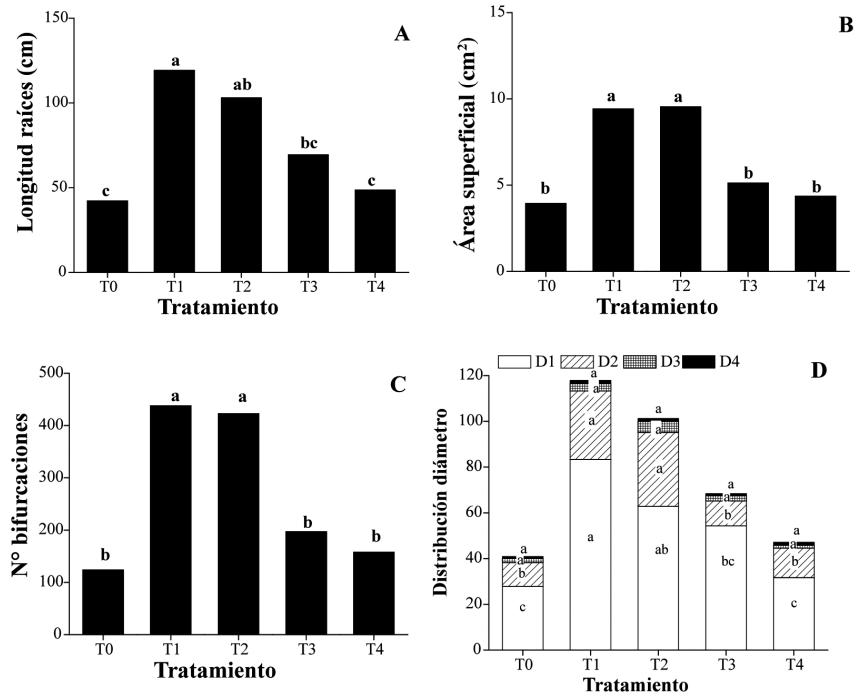 A
Longitud raíces (cm)
150
100
50
0
c
a
ab
bc
c
T0 T1 T2 T3 T4
Tratamiento
B
Área superficial (cm²)
15
10
5
0
b
a
a
b
b
T0 T1 T2 T3 T4
Tratamiento
C
N° bifurcaciones
500
400
300
200
100
0
b
a
a
b
b
T0 T1 T2 T3 T4
Tratamiento
D1 D2 D3 D4
D
Distribución diámetro
120
100
80
60
40
20
0
a
a
b
c
a
a
a
a
a
a
a
ab
a
a
b
bc
a
a
b
c
T0 T1 T2 T3 T4
Tratamiento